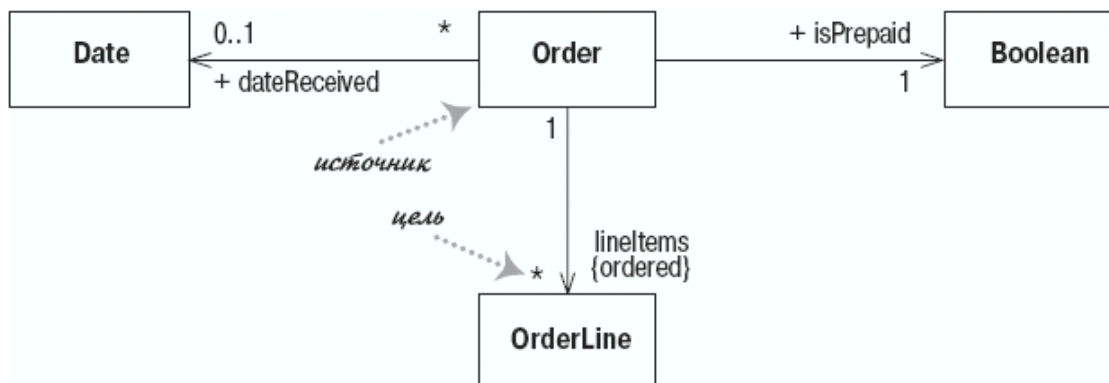 0..1
*
+ isPrepaid
Date
Order
Boolean
+ dateReceived
1
1
источник
цель
lineItems
{ordered}
*
OrderLine